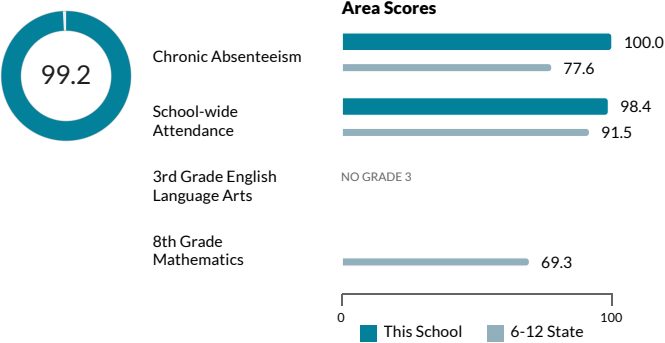 Area Scores
99.2
Chronic Absenteeism
100.0
77.6
School-wide
Attendance
98.4
91.5
3rd Grade English
Language Arts
NO GRADE 3
8th Grade
Mathematics
69.3
0
100
This School
6-12 State